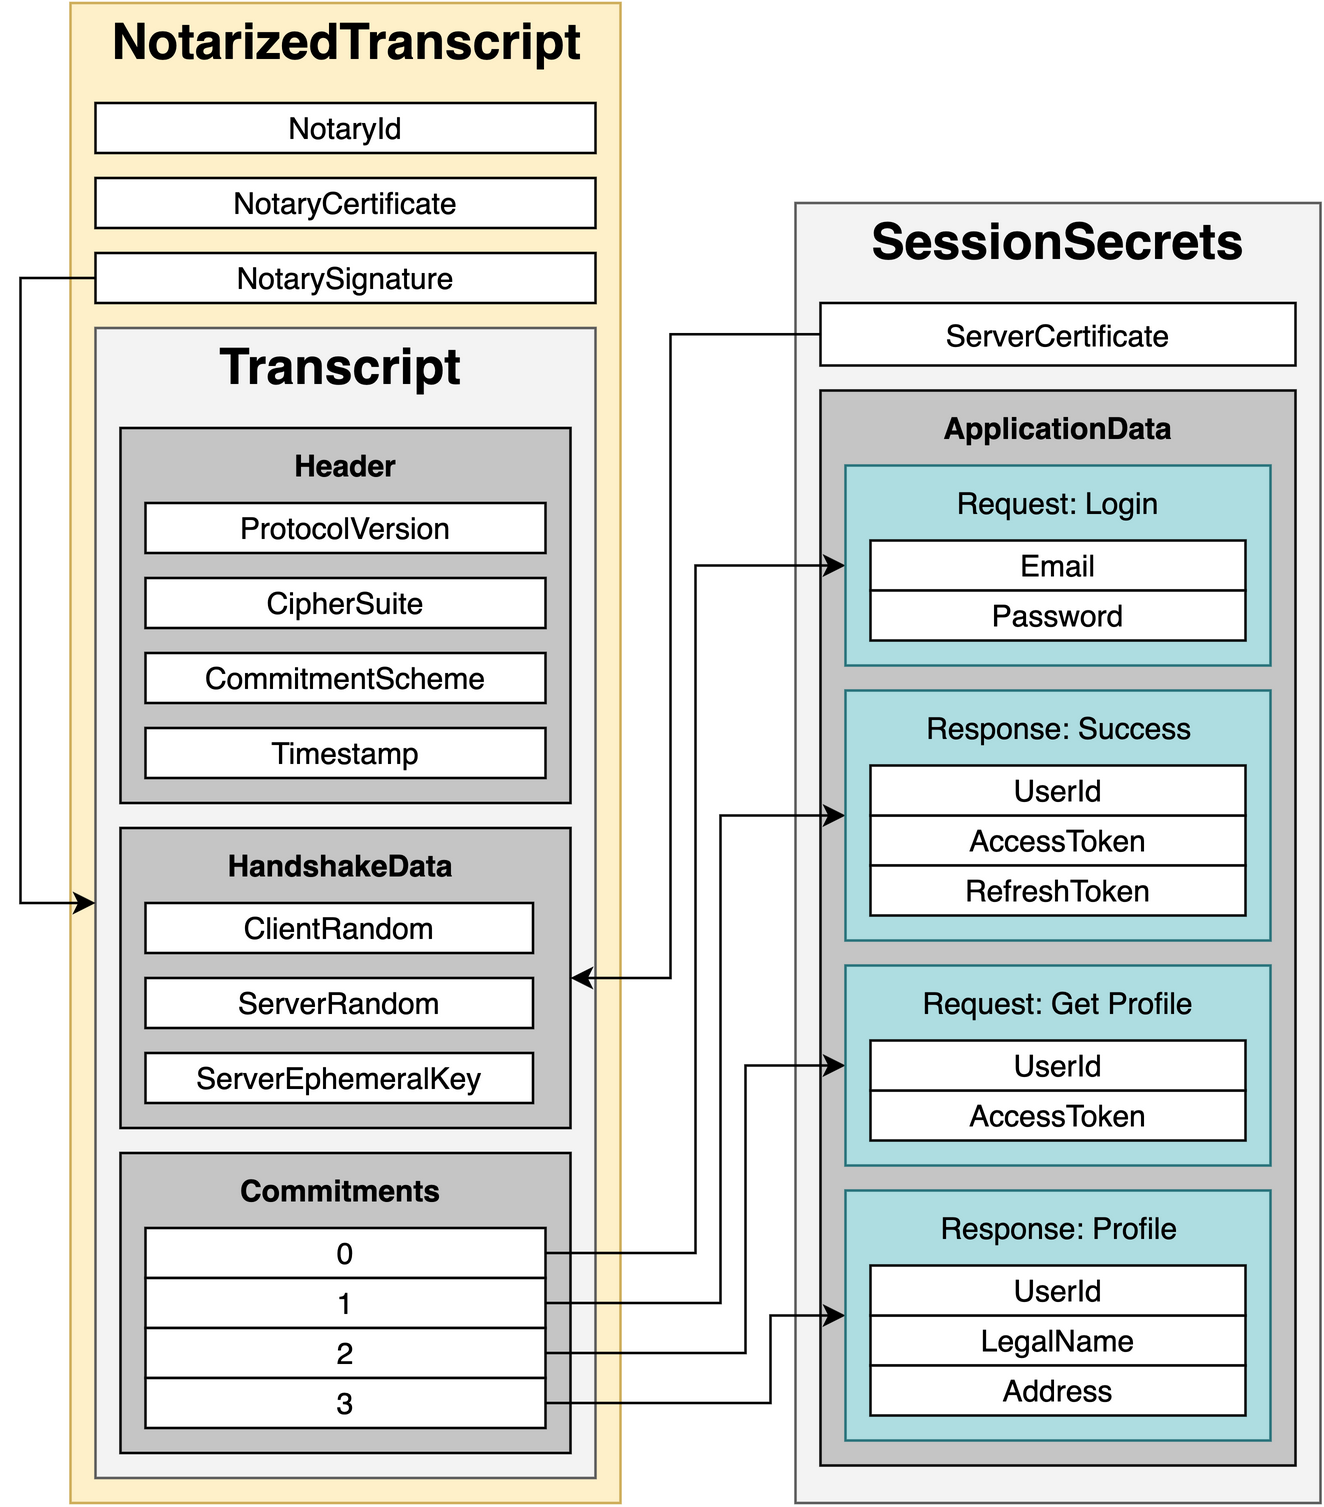 NotarizedTranscript
NotaryId
NotaryCertificate
NotarySignature
Transcript
Header
ProtocolVersion
CipherSuite
CommitmentScheme
Timestamp
HandshakeData
ClientRandom
ServerRandom
ServerEphemeralKey
Commitments
0
1
2
3
SessionSecrets
ServerCertificate
ApplicationData
Request: Login
Email
Password
Response: Success
UserId
AccessToken
RefreshToken
Request: Get Profile
UserId
AccessToken
Response: Profile
UserId
LegalName
Address